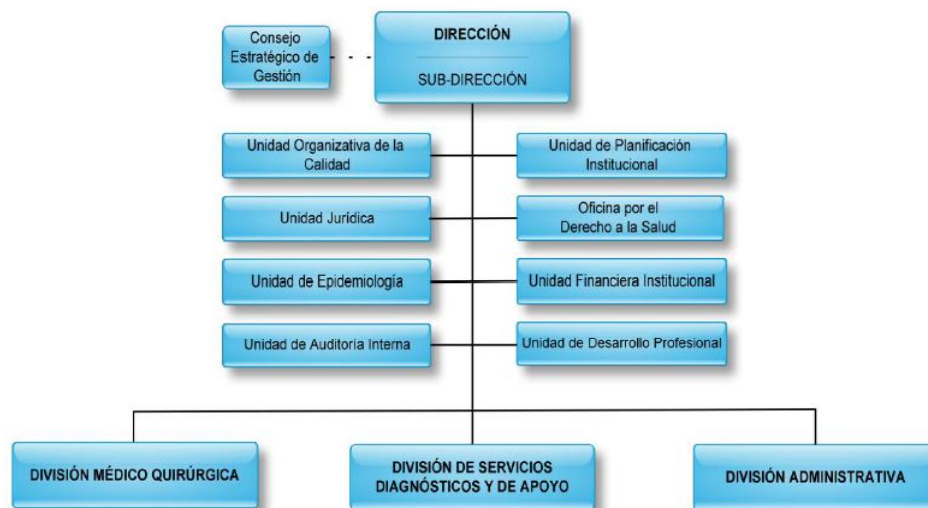 Consejo
Estratégico de
Gestión
DIRECCIÓN
SUB-DIRECCIÓN
Unidad Organizativa de la
Calidad
Unidad de Planificación
Institucional
Unidad Jurídica
Oficina por el
Derecho a la Salud
Unidad de Epidemiología
Unidad Financiera Institucional
Unidad de Auditoría Interna
Unidad de Desarrollo Profesional
DIVISIÓN MÉDICO QUIRÚRGICA
DIVISIÓN DE SERVICIOS
DIAGNÓSTICOS Y DE APOYO
DIVISIÓN ADMINISTRATIVA